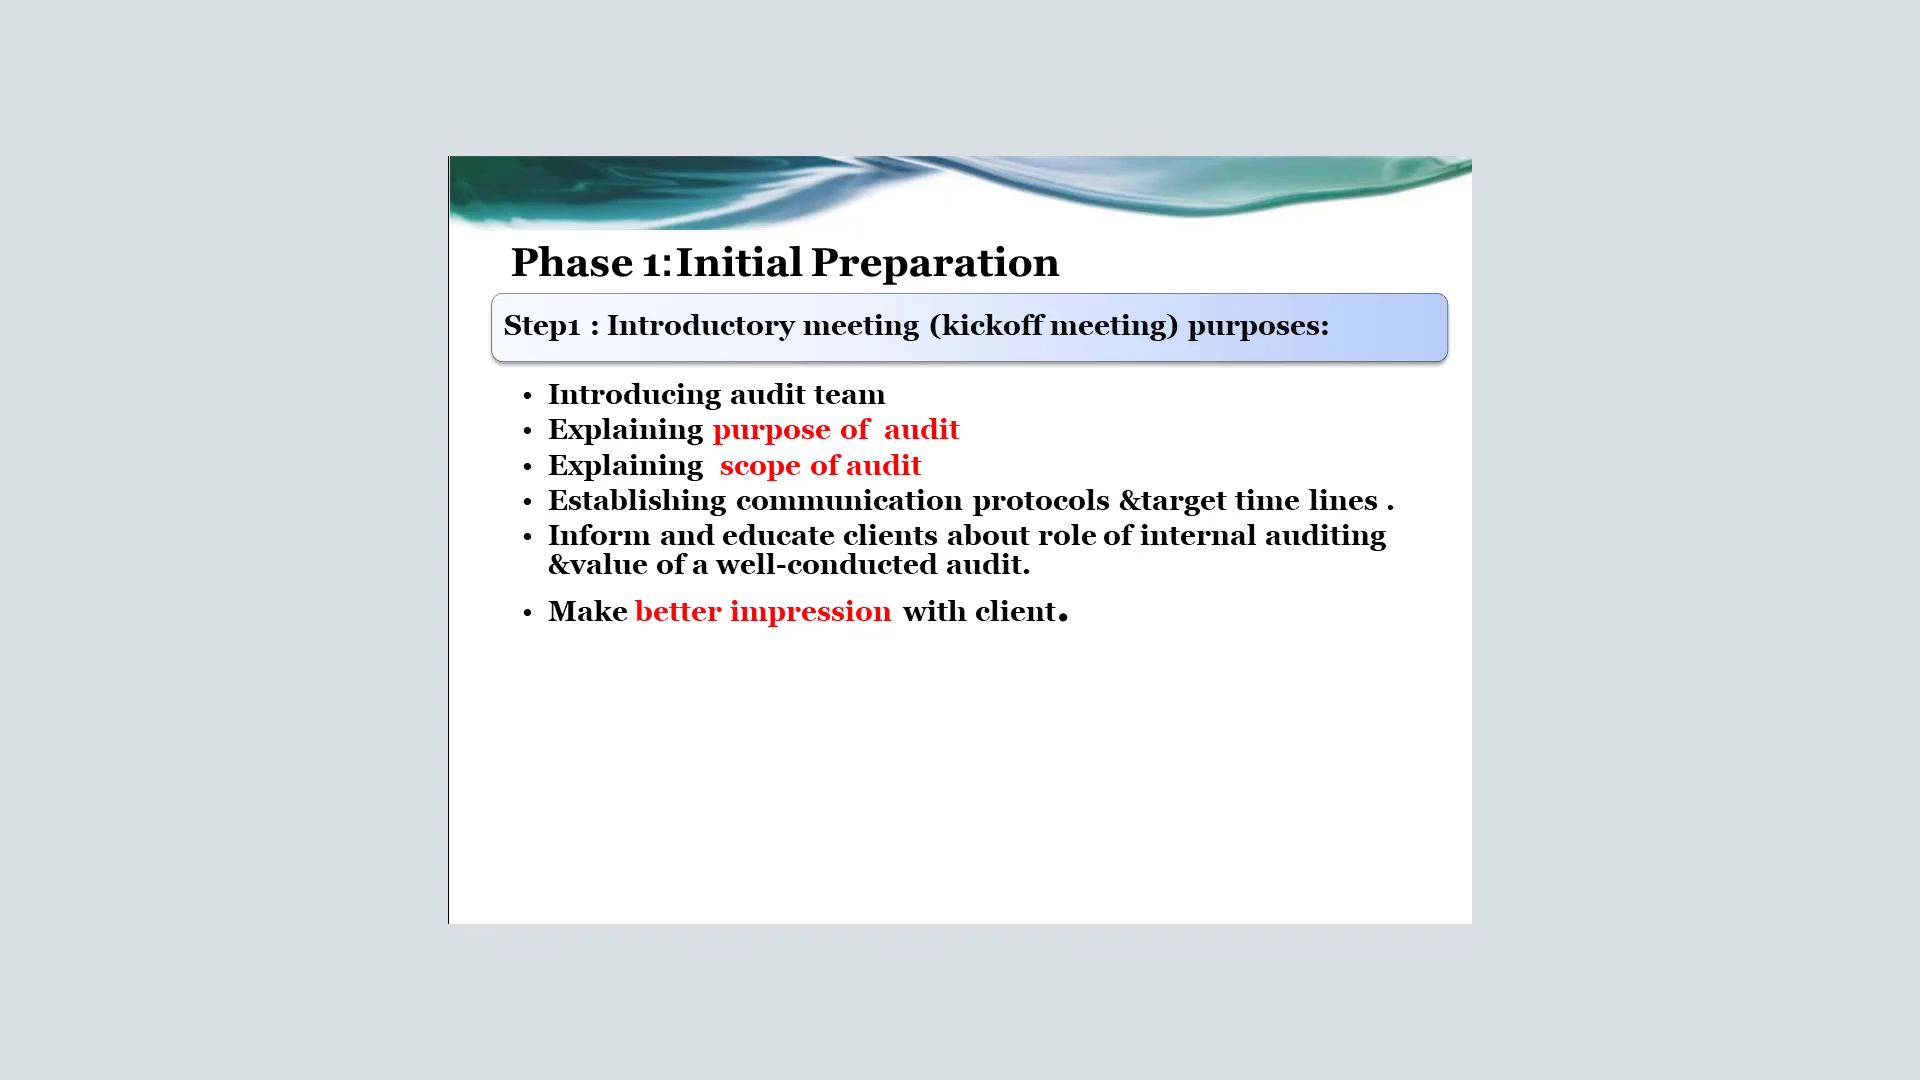 Phase 1:Initial Preparation
Step1 : Introductory meeting (kickoff meeting) purposes:
• Introducing audit team
• Explaining purpose of  audit
• Explaining  scope of audit
• Establishing communication protocols &target time lines .
• Inform and educate clients about role of internal auditing
&value of a well-conducted audit.
• Make better impression with client.